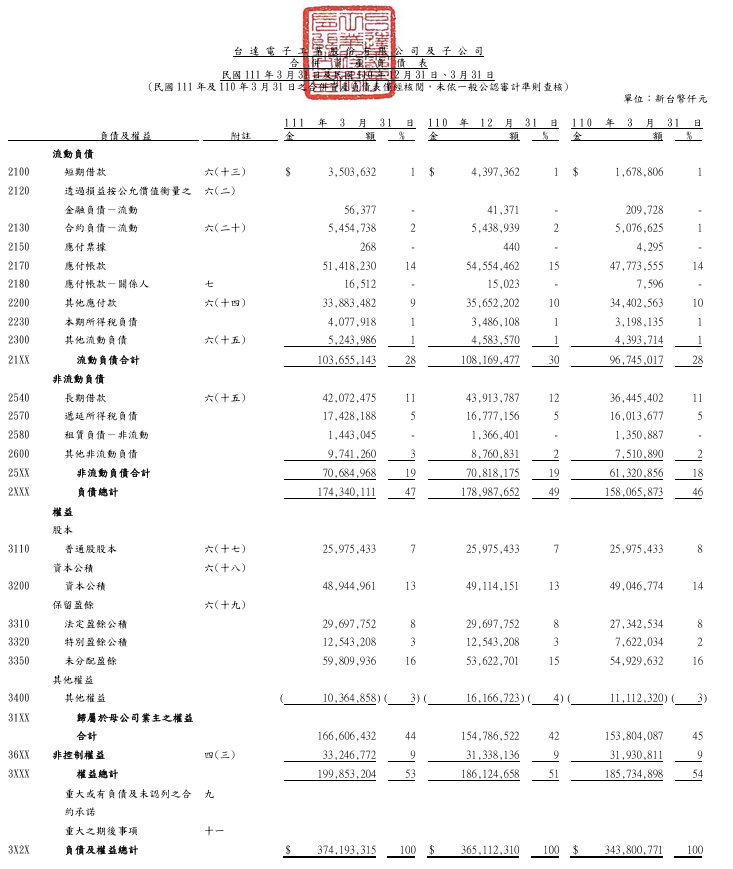 台達電子工業股份有限公司及子公司
合併資產負債表
民國111年3月31日及民國110年12月31日、3月31日
(民國111年及110年3月31日之合併資產負債表僅經核閱，未依一般公認審計準則查核)
單位：新台幣仟元
111 年 3 月 31 日 110 年 12 月 31 日 110 年 3 月 31 日
負債及權益 附註 金 額 % 金 額 % 金 額 %
流動負債
2100 短期借款 六(十三) $ 3,503,632 1 $ 4,397,362 1 $ 1,678,806 1
2120 透過損益按公允價值衡量之 六(二)
金融負債－流動 56,377 - 41,371 - 209,728 -
2130 合約負債－流動 六(二十) 5,454,738 2 5,438,939 2 5,076,625 1
2150 應付票據 268 - 440 - 4,295 -
2170 應付帳款 51,418,230 14 54,554,462 15 47,773,555 14
2180 應付帳款－關係人 七 16,512 - 15,023 - 7,596 -
2200 其他應付款 六(十四) 33,883,482 9 35,652,202 10 34,402,563 10
2230 本期所得稅負債 4,077,918 1 3,486,108 1 3,198,135 1
2300 其他流動負債 六(十五) 5,243,986 1 4,583,570 1 4,393,714 1
21XX 流動負債合計 103,655,143 28 108,169,477 30 96,745,017 28
非流動負債
2540 長期借款 六(十五) 42,072,475 11 43,913,787 12 36,445,402 11
2570 遞延所得稅負債 17,428,188 5 16,777,156 5 16,013,677 5
2580 租賃負債－非流動 1,443,045 - 1,366,401 - 1,350,887 -
2600 其他非流動負債 9,741,260 3 8,760,831 2 7,510,890 2
25XX 非流動負債合計 70,684,968 19 70,818,175 19 61,320,856 18
2XXX 負債總計 174,340,111 47 178,987,652 49 158,065,873 46
權益
股本
3110 普通股股本 六(十七) 25,975,433 7 25,975,433 7 25,975,433 8
資本公積 六(十八)
3200 資本公積 48,944,961 13 49,114,151 13 49,046,774 14
保留盈餘 六(十九)
3310 法定盈餘公積 29,697,752 8 29,697,752 8 27,342,534 8
3320 特別盈餘公積 12,543,208 3 12,543,208 3 7,622,034 2
3350 未分配盈餘 59,809,936 16 53,622,701 15 54,929,632 16
其他權益
3400 其他權益 ( 10,364,858) ( 3) ( 16,166,723) ( 4) ( 11,112,320) ( 3)
31XX 歸屬於母公司業主之權益
合計 166,606,432 44 154,786,522 42 153,804,087 45
36XX 非控制權益 四(三) 33,246,772 9 31,338,136 9 31,930,811 9
3XXX 權益總計 199,853,204 53 186,124,658 51 185,734,898 54
重大或有負債及未認列之合 九
約承諾
重大之期後事項 十一
3X2X 負債及權益總計 $ 374,193,315 100 $ 365,112,310 100 $ 343,800,771 100